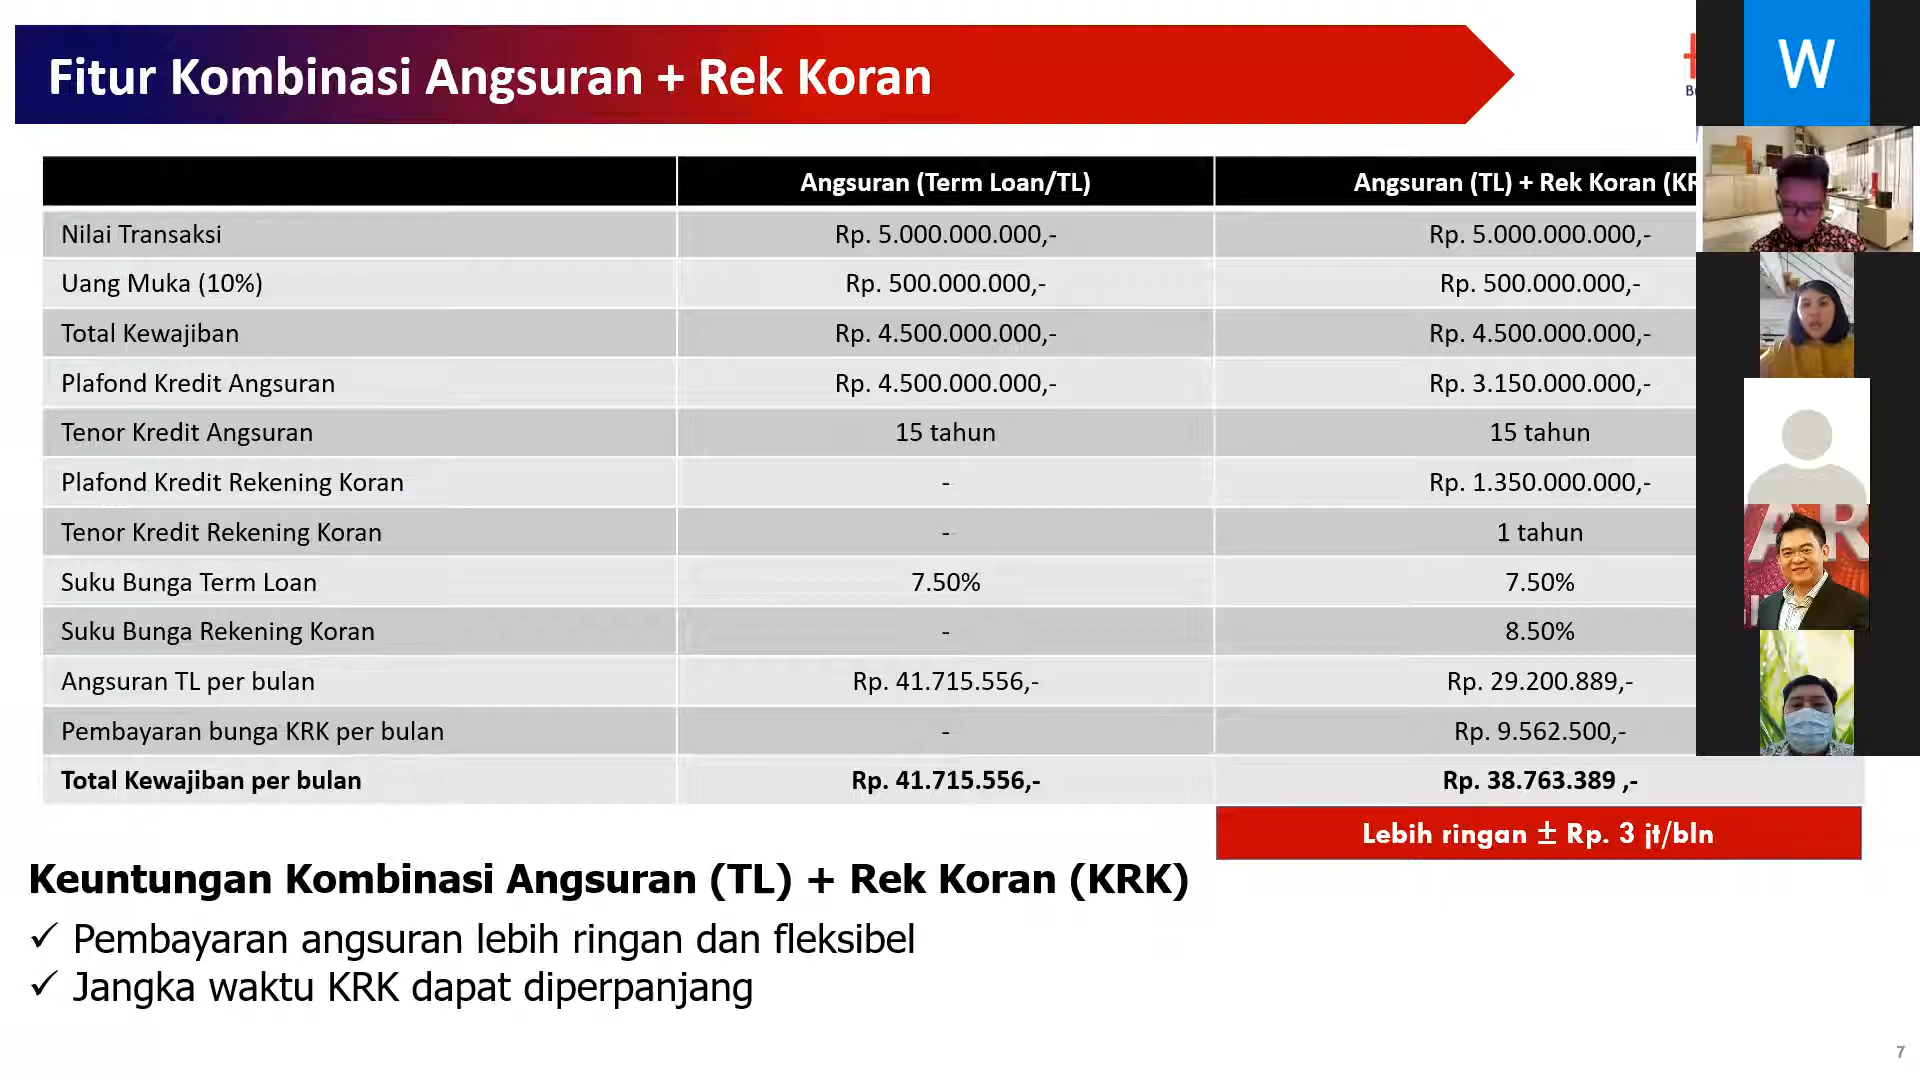 Fitur Kombinasi Angsuran + Rek Koran
W
Angsuran (Term Loan/TL) Angsuran (TL) + Rek Koran
Nilai Transaksi Rp. 5.000.000.000,- Rp. 5.000.000.000,-
Uang Muka (10%) Rp. 500.000.000,- Rp. 500.000.000,-
Total Kewajiban Rp. 4.500.000.000,- Rp. 4.500.000.000,-
Plafond Kredit Angsuran Rp. 4.500.000.000,- Rp. 3.150.000.000,-
Tenor Kredit Angsuran 15 tahun 15 tahun
Plafond Kredit Rekening Koran - Rp. 1.350.000.000,-
Tenor Kredit Rekening Koran - 1 tahun
Suku Bunga Term Loan 7.50% 7.50%
Suku Bunga Rekening Koran - 8.50%
Angsuran TL per bulan Rp. 41.715.556,- Rp. 29.200.889,-
Pembayaran bunga KRK per bulan - Rp. 9.562.500,-
Total Kewajiban per bulan Rp. 41.715.556,- Rp. 38.763.389 ,-
Lebih ringan ± Rp. 3 jt/bln
Keuntungan Kombinasi Angsuran (TL) + Rek Koran (KRK)
✓ Pembayaran angsuran lebih ringan dan fleksibel
✓ Jangka waktu KRK dapat diperpanjang
7